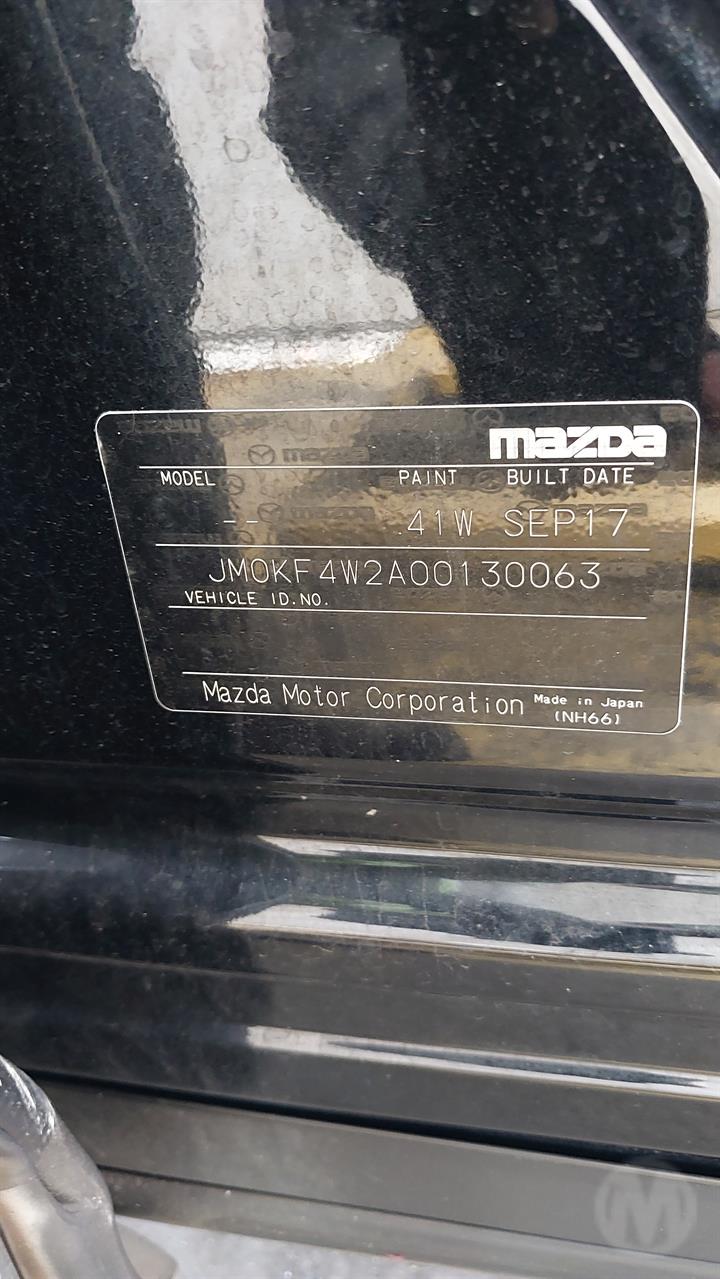 mazda
MODEL PAINT BUILT DATE
-- 41W SEP17
JM0KF4W2A00130063
VEHICLE ID.NO.
Mazda Motor Corporation Made in Japan
(NH66)
M